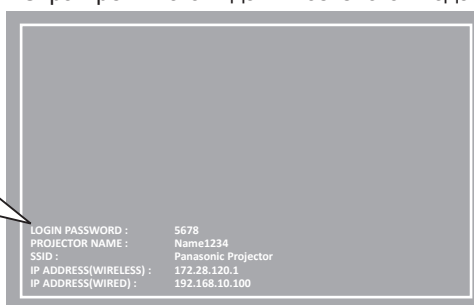 LOGIN PASSWORD : 5678
PROJECTOR NAME : Name1234
SSID : Panasonic Projector
IP ADDRESS(WIRELESS) : 172.28.120.1
IP ADDRESS(WIRED) : 192.168.10.100